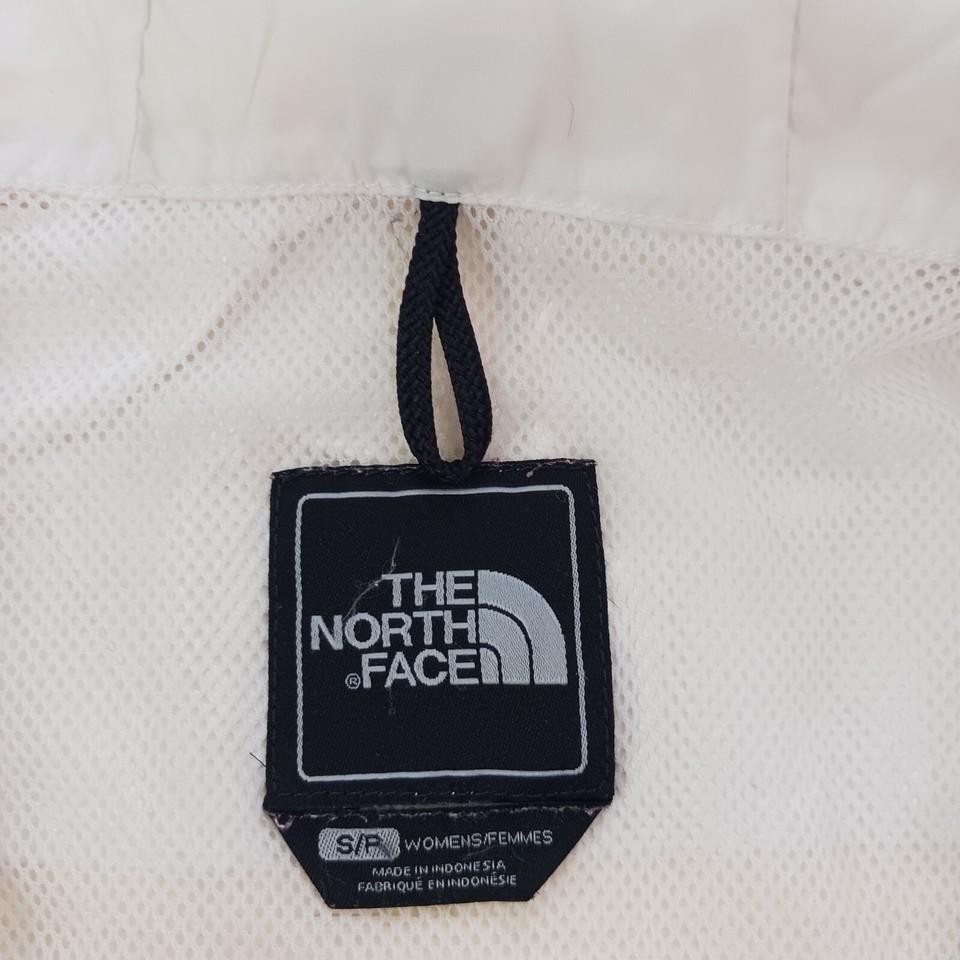 THE
NORTH
® FACE
S/P WOMENS/FEMMES
MADE IN INDONESIA
FABRIQUÉ EN INDONÉSIE